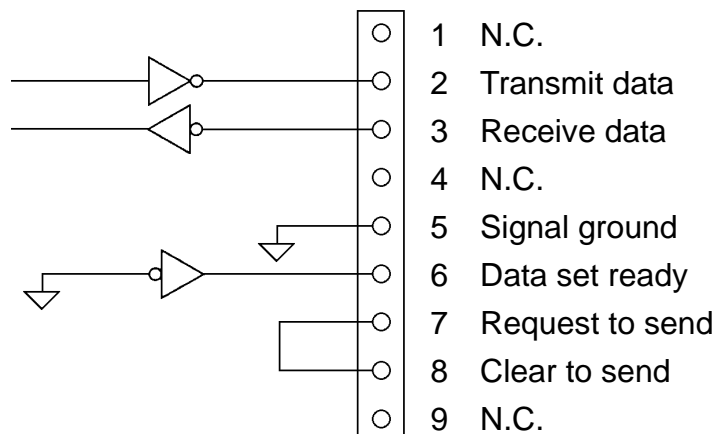 1 N.C.
2 Transmit data
3 Receive data
4 N.C.
5 Signal ground
6 Data set ready
7 Request to send
8 Clear to send
9 N.C.